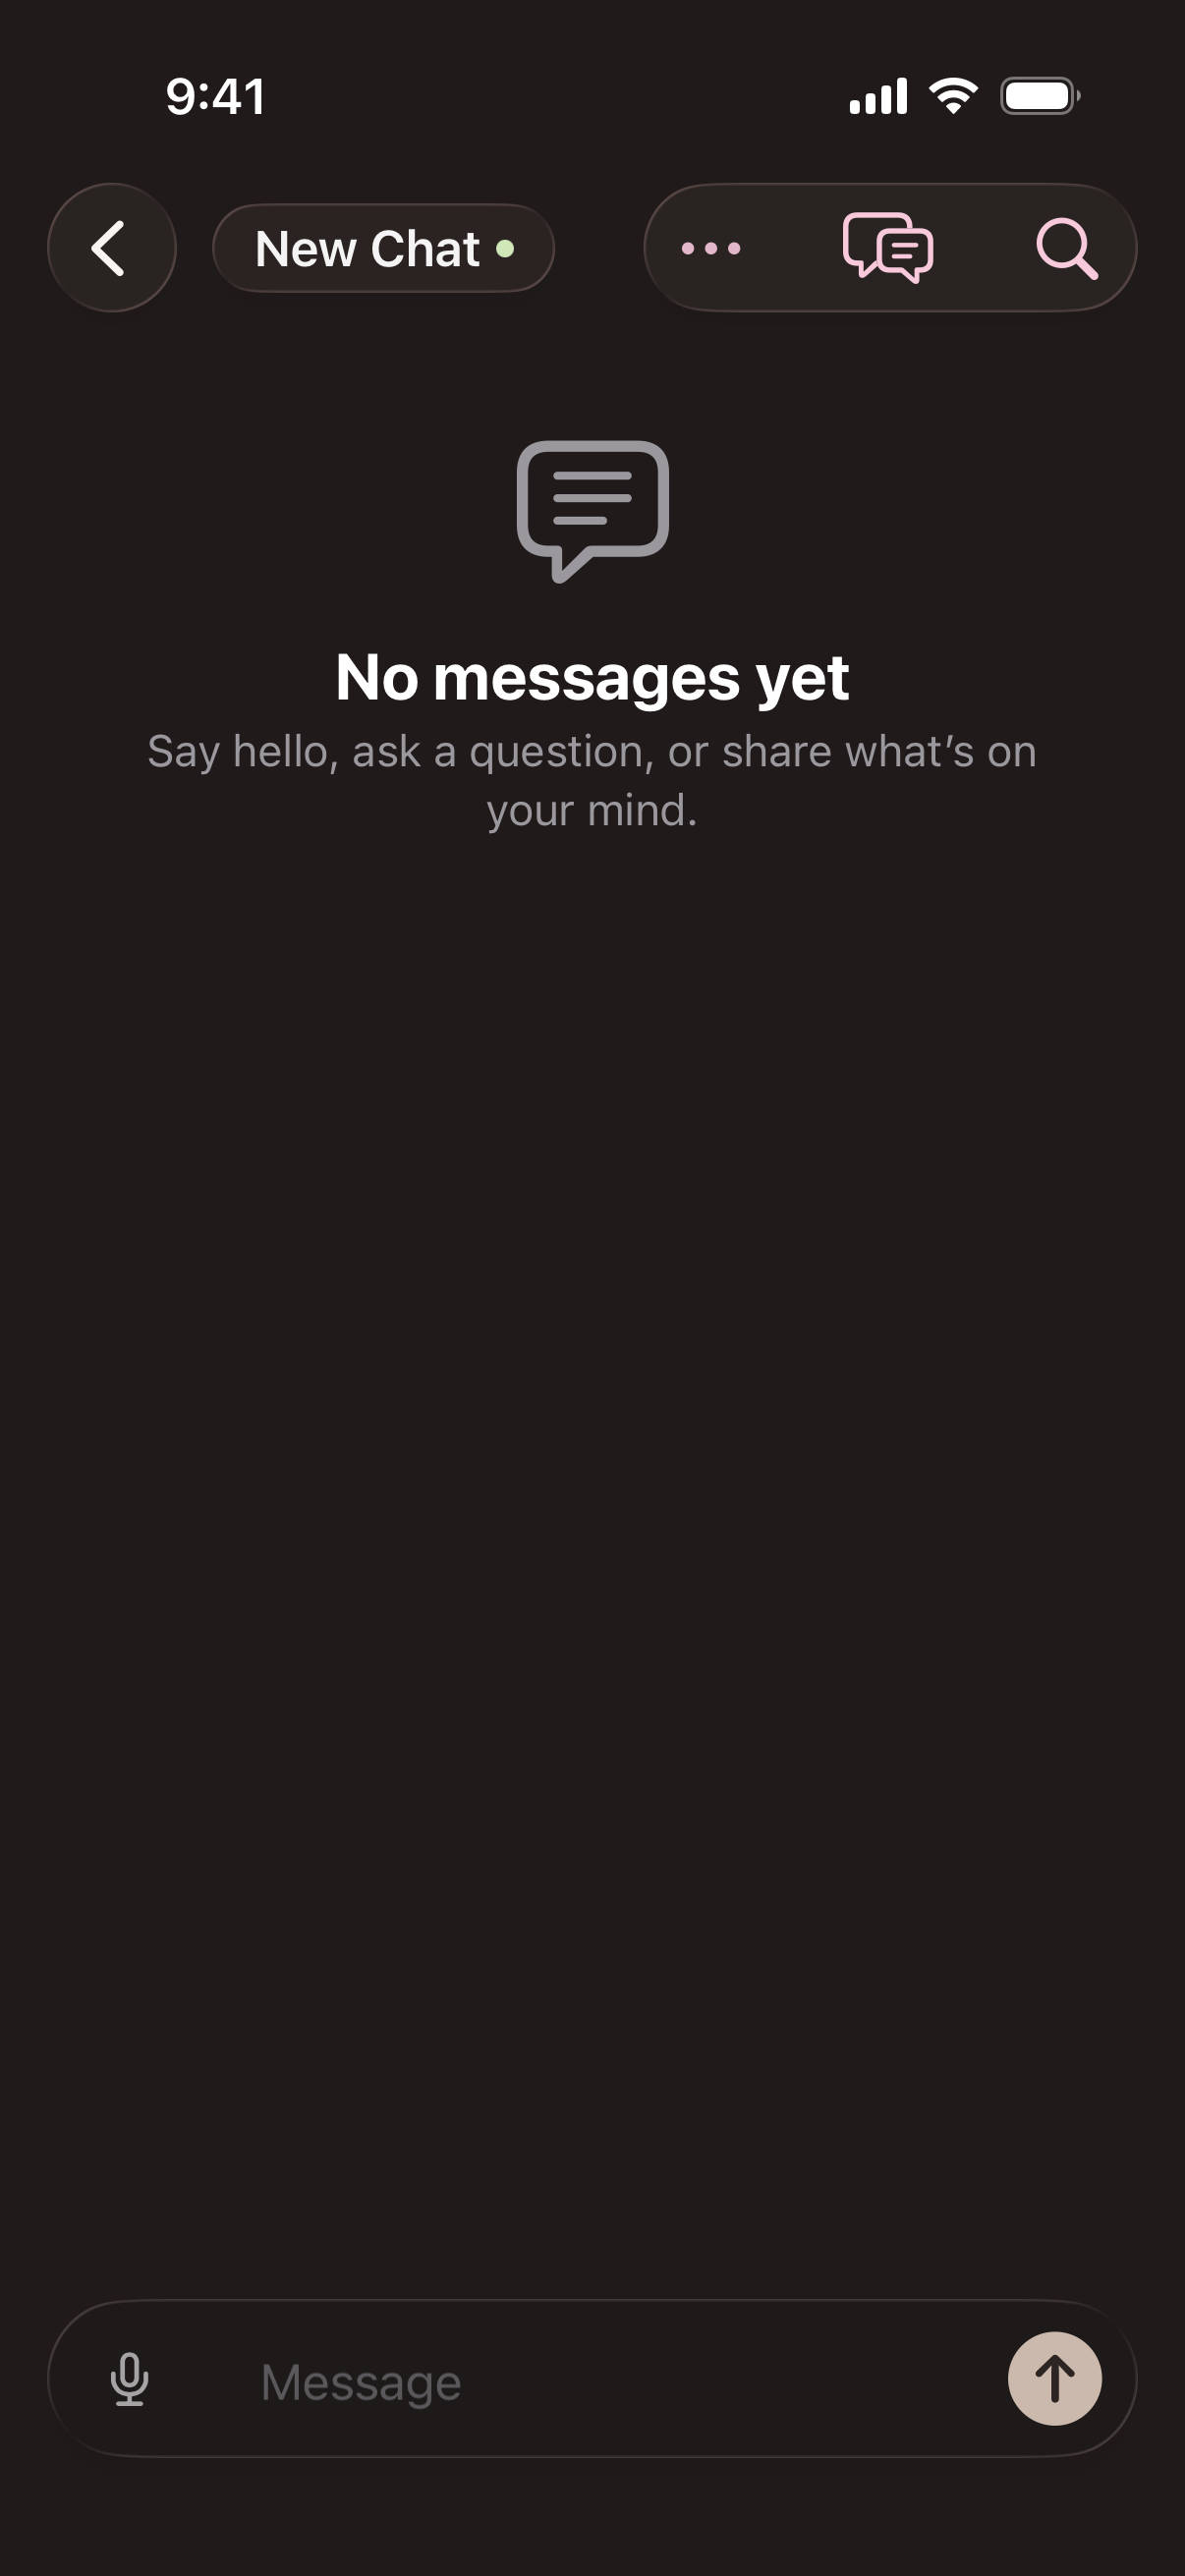 9:41
New Chat
No messages yet
Say hello, ask a question, or share what’s on
your mind.
Message